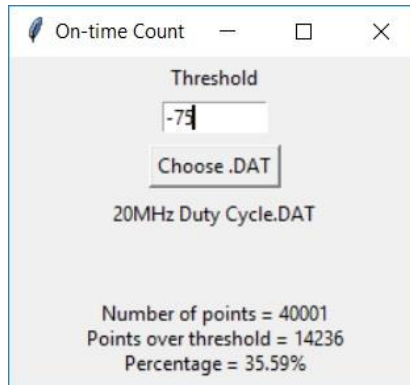 On-time Count
Threshold
-75
Choose .DAT
20MHz Duty Cycle.DAT
Number of points = 40001
Points over threshold = 14236
Percentage = 35.59%